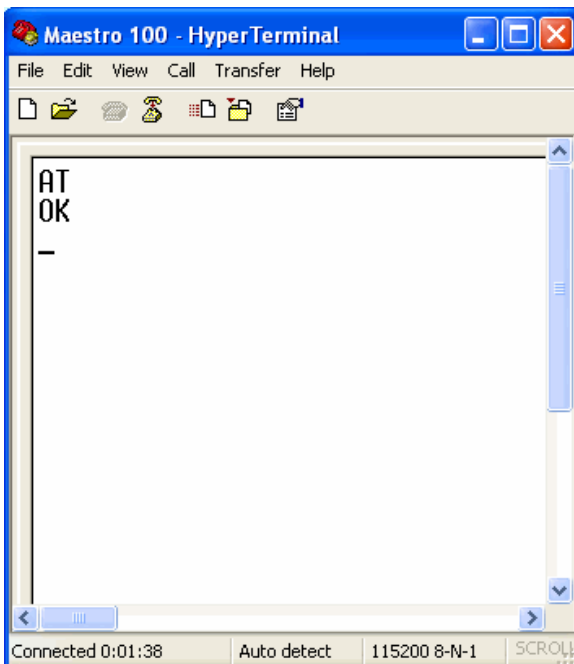 Maestro 100 - HyperTerminal
File Edit View Call Transfer Help
AT
OK
Connected 0:01:38 Auto detect 115200 8-N-1 SCROLL